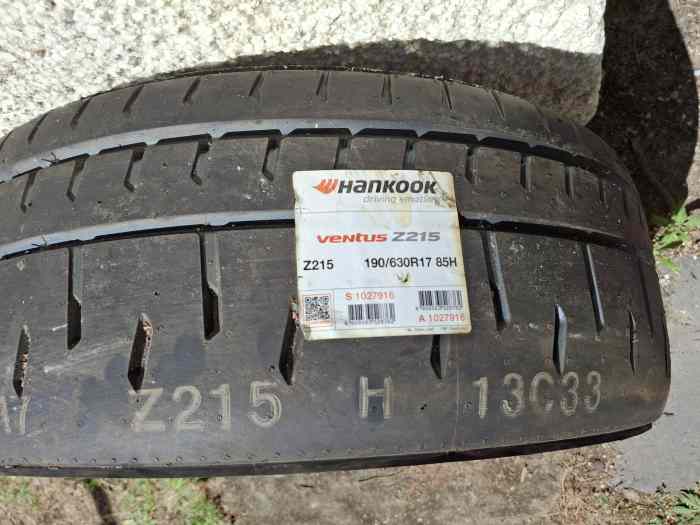 HANKOOK
driving emotion
ventus Z215
Z215 190/630R17 85H
S 1027916
A 1027916
Z215 H 13C33